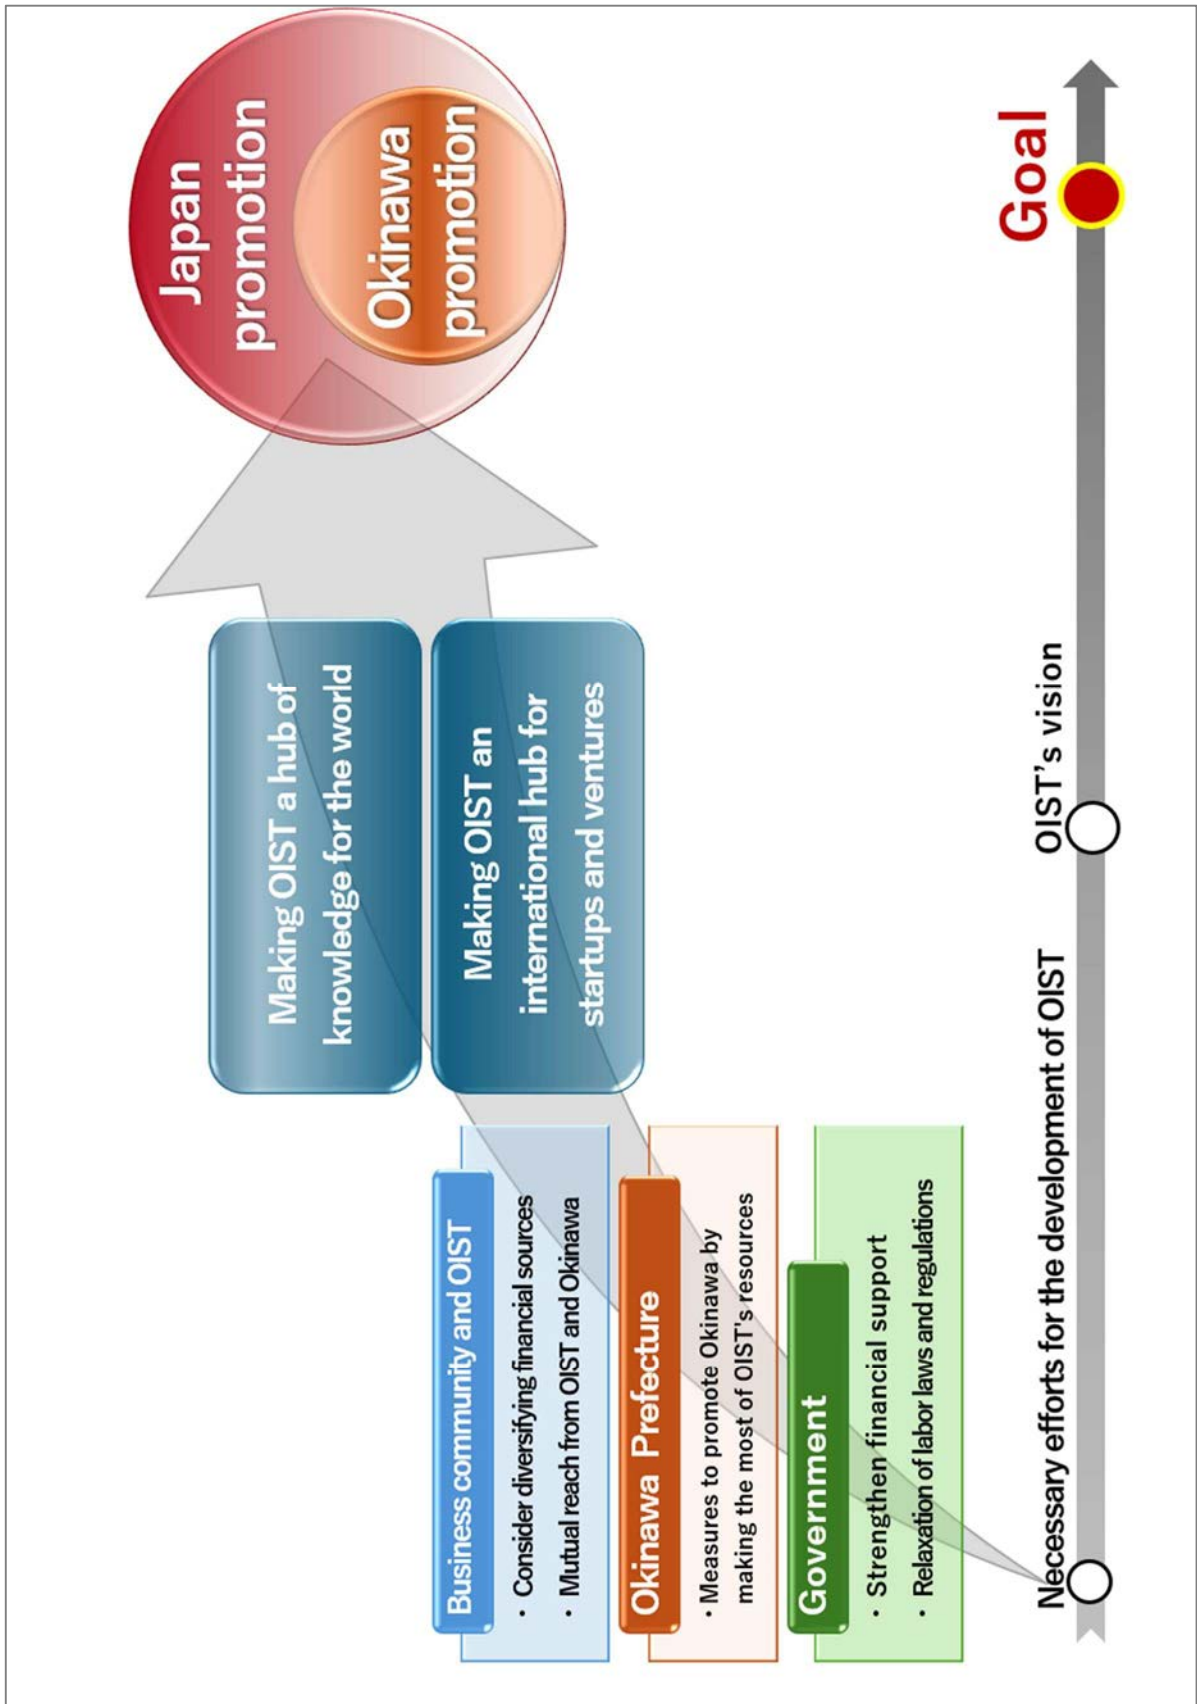 Japan
promotion
Okinawa
promotion
Making OIST a hub of
knowledge for the world
Making OIST an
international hub for
startups and ventures
Business community and OIST
・Consider diversifying financial sources
・Mutual reach from OIST and Okinawa
Okinawa Prefecture
・Measures to promote Okinawa by
making the most of OIST's resources
Government
・Strengthen financial support
・Relaxation of labor laws and regulations
Necessary efforts for the development of OIST
OIST's vision
Goal